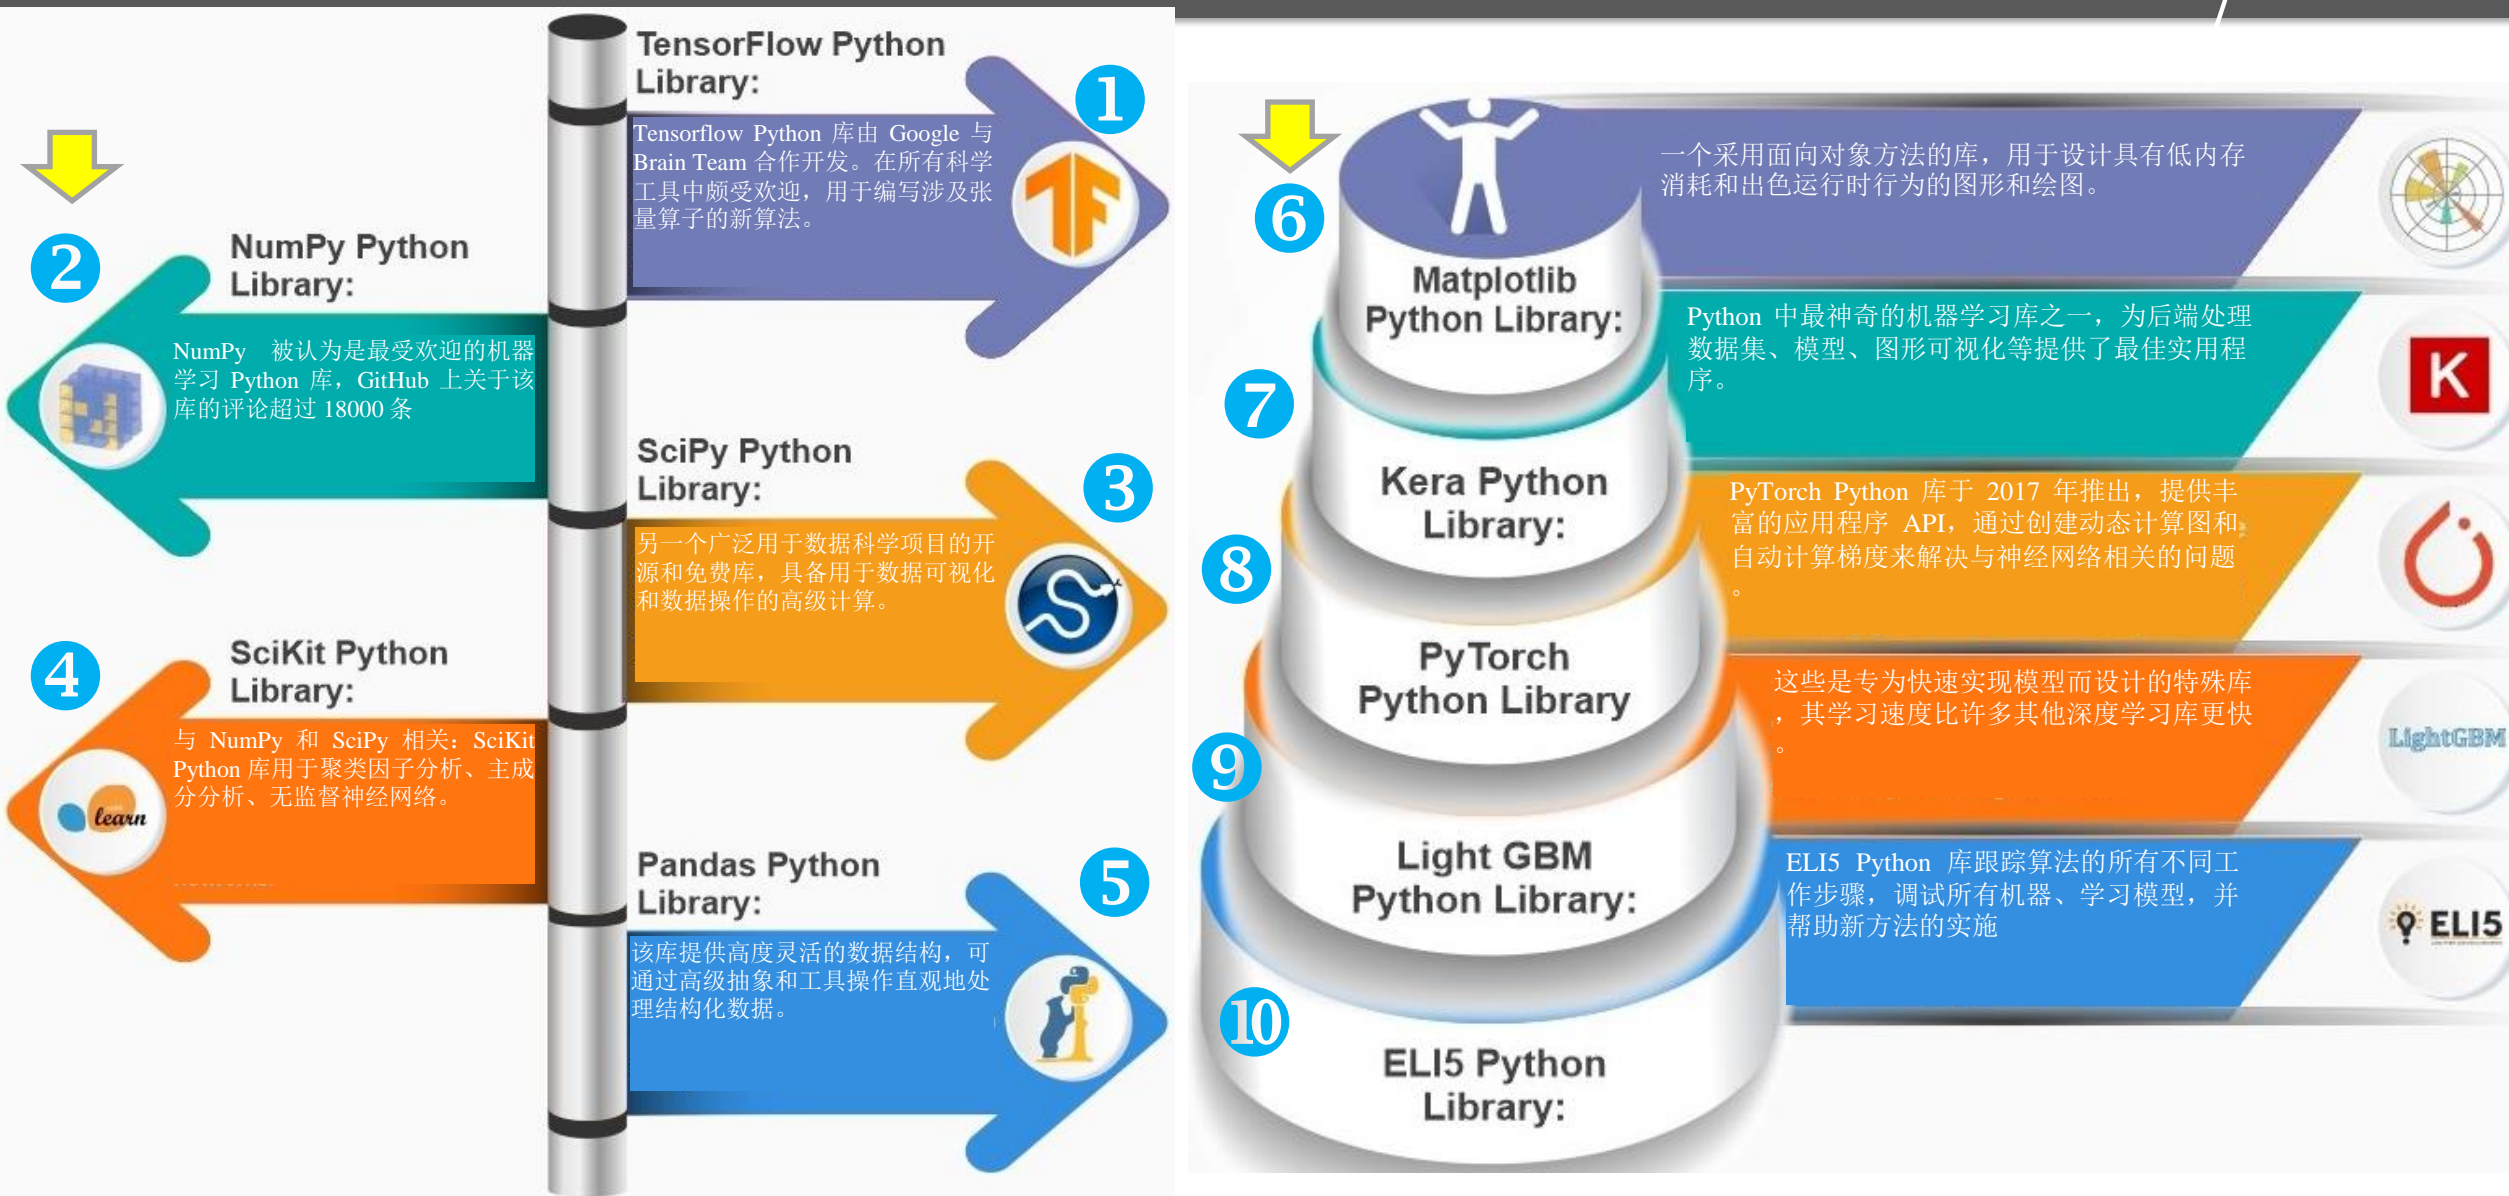 TensorFlow Python
Library:
1
Tensorflow Python 库由 Google 与
Brain Team 合作开发。在所有科学
工具中颇受欢迎，用于编写涉及张
量算子的新算法。
2
NumPy Python
Library:
NumPy 被认为是最受欢迎的机器
学习 Python 库，GitHub 上关于该
库的评论超过 18000 条
SciPy Python
Library:
3
另一个广泛用于数据科学项目的开
源和免费库，具备用于数据可视化
和数据操作的高级计算。
4
SciKit Python
Library:
与 NumPy 和 SciPy 相关：SciKit
Python 库用于聚类因子分析、主成
分分析、无监督神经网络。
learn
Pandas Python
Library:
5
该库提供高度灵活的数据结构，可
通过高级抽象和工具操作直观地处
理结构化数据。
6
Matplotlib
Python Library:
一个采用面向对象方法的库，用于设计具有低内存
消耗和出色运行时行为的图形和绘图。
7
Kera Python
Library:
Python 中最神奇的机器学习库之一，为后端处理
数据集、模型、图形可视化等提供了最佳实用程
序。
K
8
PyTorch
Python Library
PyTorch Python 库于 2017 年推出，提供丰
富的应用程序 API，通过创建动态计算图和
自动计算梯度来解决与神经网络相关的问题
。
9
Light GBM
Python Library:
这些是专为快速实现模型而设计的特殊库
，其学习速度比许多其他深度学习库更快
。
LightGBM
10
ELI5 Python
Library:
ELI5 Python 库跟踪算法的所有不同工
作步骤，调试所有机器、学习模型，并
帮助新方法的实施
ELI5